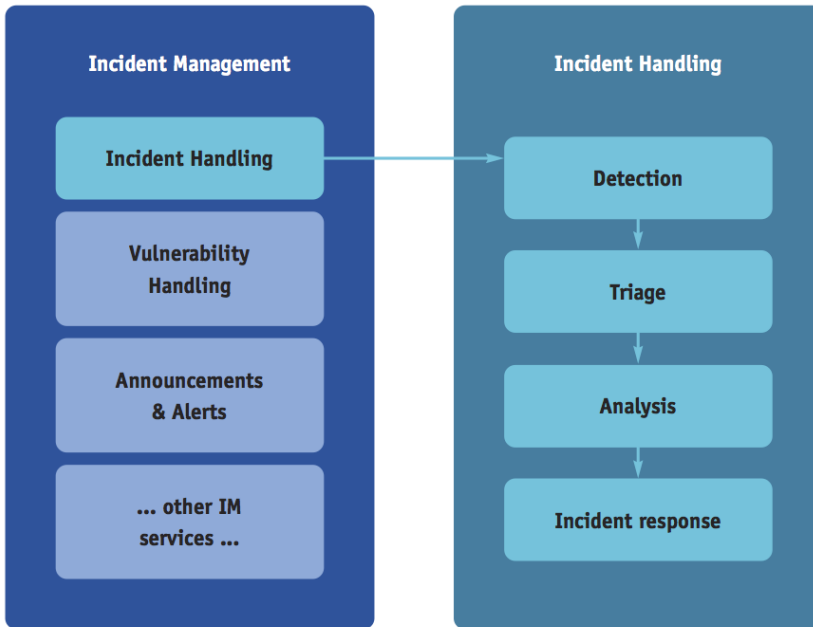 Incident Management
Incident Handling
Vulnerability
Handling
Announcements
& Alerts
... other IM
services ...
Incident Handling
Detection
Triage
Analysis
Incident response